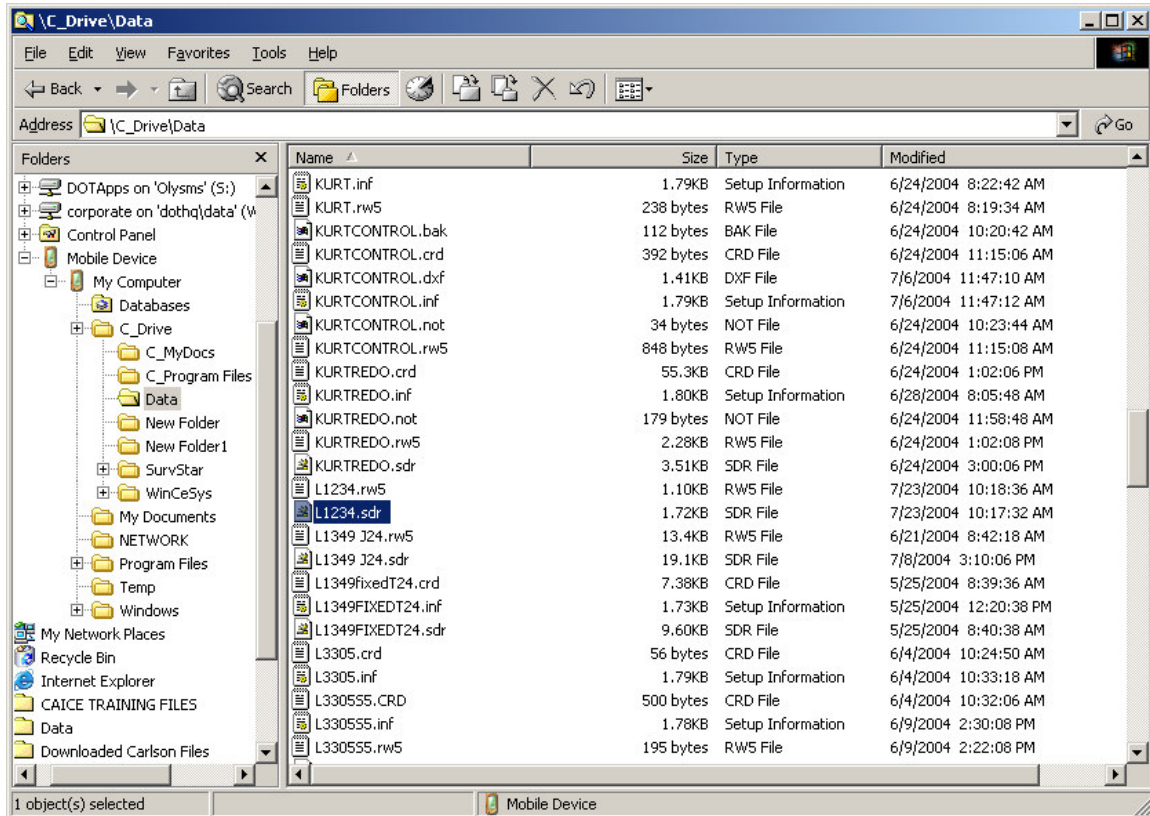 \C_Drive\Data
File Edit View Favorites Tools Help
Back Search Folders
Address \C_Drive\Data Go
Folders
DOTApps on 'Olysms' (S:)
corporate on 'dothq\data' (W
Control Panel
Mobile Device
My Computer
Databases
C_Drive
C_MyDocs
C_Program Files
Data
New Folder
New Folder1
SurvStar
WinCeSys
My Documents
NETWORK
Program Files
Temp
Windows
My Network Places
Recycle Bin
Internet Explorer
CAICE TRAINING FILES
Data
Downloaded Carlson Files
Name Size Type Modified
KURT.inf 1.79KB Setup Information 6/24/2004 8:22:42 AM
KURT.rw5 238 bytes RW5 File 6/24/2004 8:19:34 AM
KURTCONTROL.bak 112 bytes BAK File 6/24/2004 10:20:42 AM
KURTCONTROL.crd 392 bytes CRD File 6/24/2004 11:15:06 AM
KURTCONTROL.dxf 1.41KB DXF File 7/6/2004 11:47:10 AM
KURTCONTROL.inf 1.79KB Setup Information 7/6/2004 11:47:12 AM
KURTCONTROL.not 34 bytes NOT File 6/24/2004 10:23:44 AM
KURTCONTROL.rw5 848 bytes RW5 File 6/24/2004 11:15:08 AM
KURTREDO.crd 55.3KB CRD File 6/24/2004 1:02:06 PM
KURTREDO.inf 1.80KB Setup Information 6/28/2004 8:05:48 AM
KURTREDO.not 179 bytes NOT File 6/24/2004 11:58:48 AM
KURTREDO.rw5 2.28KB RW5 File 6/24/2004 1:02:08 PM
KURTREDO.sdr 3.51KB SDR File 6/24/2004 3:00:06 PM
L1234.rw5 1.10KB RW5 File 7/23/2004 10:18:36 AM
L1234.sdr 1.72KB SDR File 7/23/2004 10:17:32 AM
L1349 J24.rw5 13.4KB RW5 File 6/21/2004 8:42:18 AM
L1349 J24.sdr 19.1KB SDR File 7/8/2004 3:10:06 PM
L1349fixedT24.crd 7.38KB CRD File 5/25/2004 8:39:36 AM
L1349FIXEDT24.inf 1.73KB Setup Information 5/25/2004 12:20:38 PM
L1349FIXEDT24.sdr 9.60KB SDR File 5/25/2004 8:40:38 AM
L3305.crd 56 bytes CRD File 6/4/2004 10:24:50 AM
L3305.inf 1.79KB Setup Information 6/4/2004 10:33:18 AM
L3305S5.CRD 500 bytes CRD File 6/4/2004 10:32:06 AM
L3305S5.inf 1.78KB Setup Information 6/9/2004 2:30:08 PM
L3305S5.rw5 195 bytes RW5 File 6/9/2004 2:22:08 PM
1 object(s) selected Mobile Device